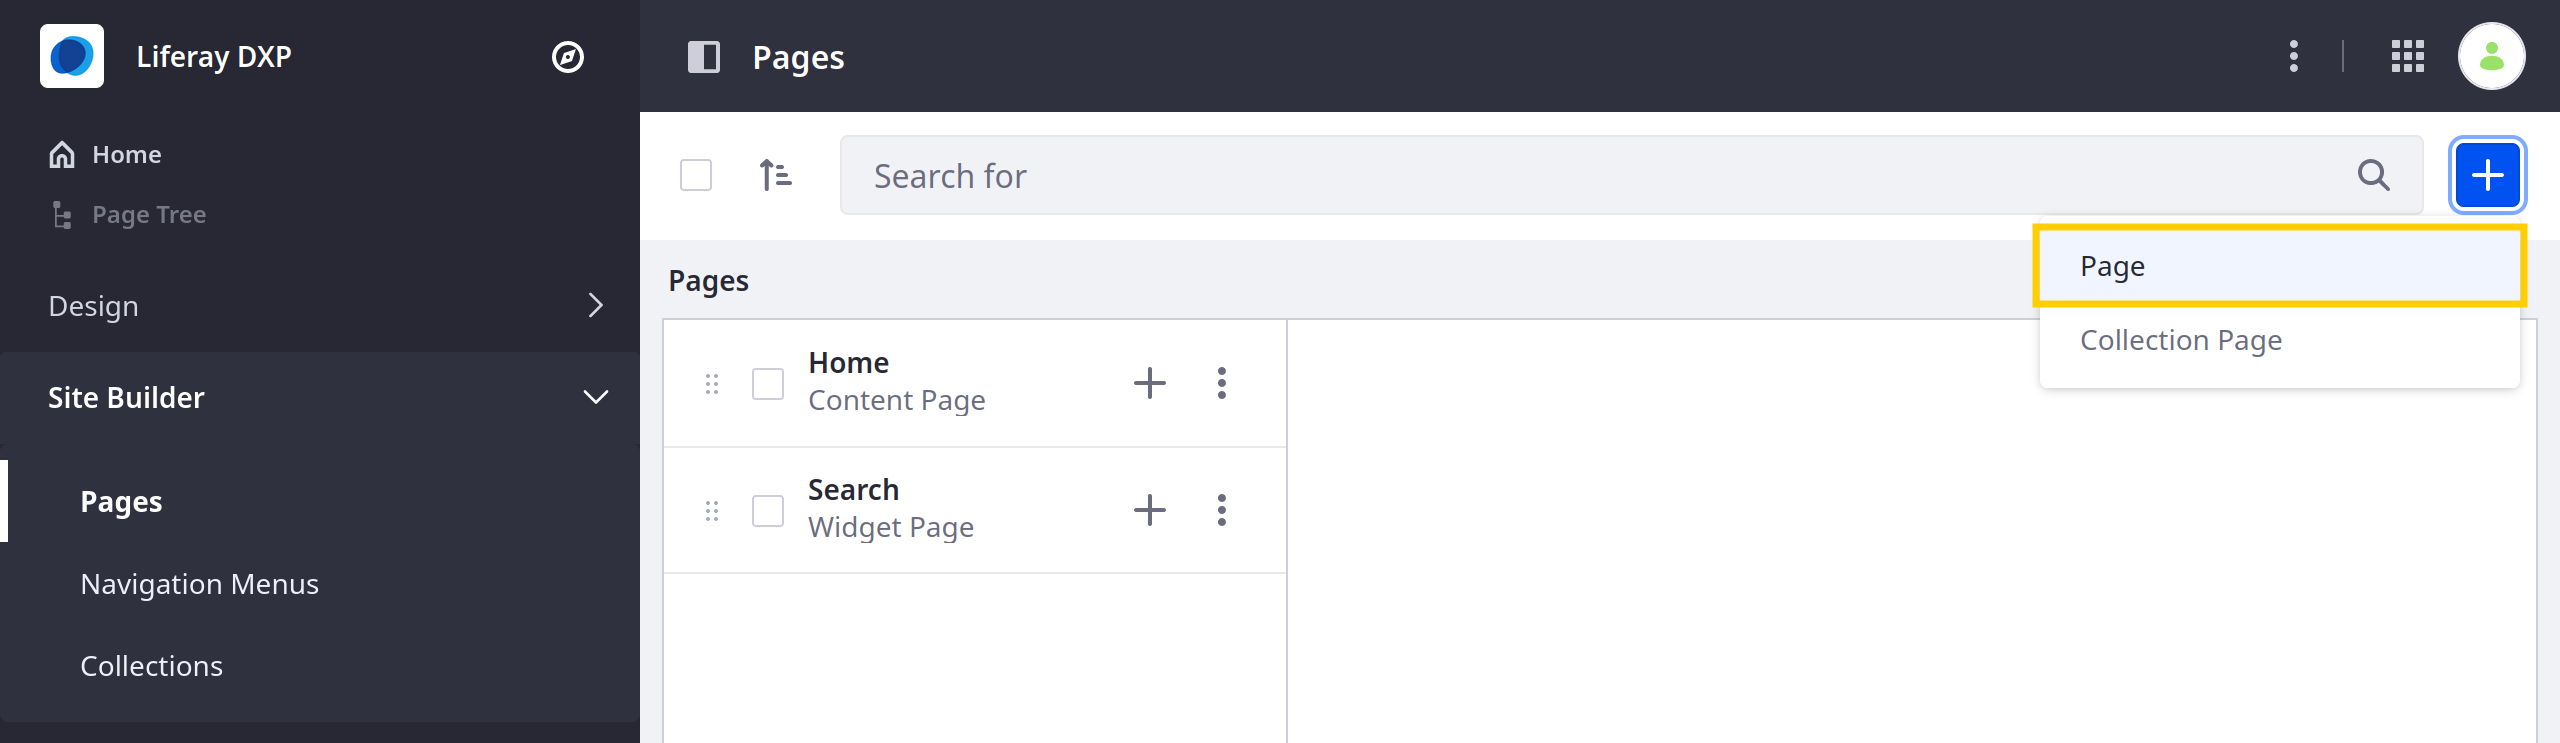 Liferay DXP
Home
Page Tree
Design
Site Builder
Pages
Navigation Menus
Collections
Pages
Search for
Page
Collection Page
Pages
Home
Content Page
Search
Widget Page